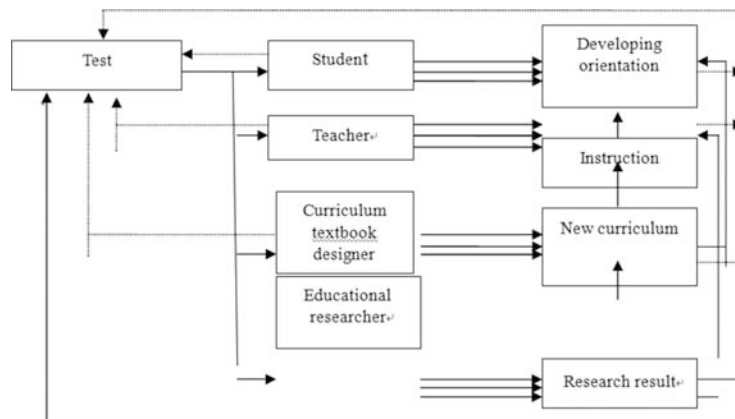 Test
Student
Developing
orientation
Teacher
Instruction
Curriculum
textbook
designer
New curriculum
Educational
researcher
Research result